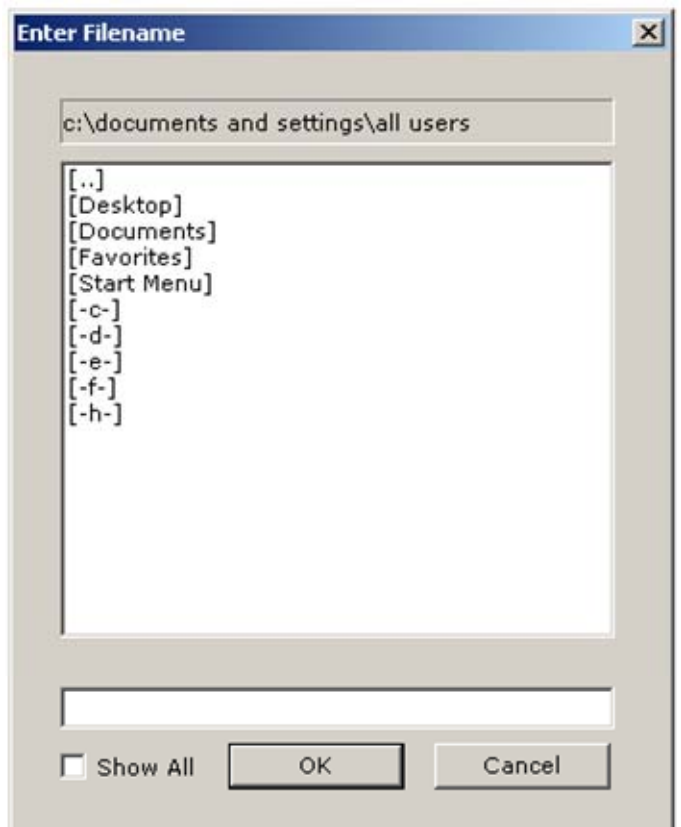 Enter Filename
c:\documents and settings\all users
[..]
[Desktop]
[Documents]
[Favorites]
[Start Menu]
[-c-]
[-d-]
[-e-]
[-f-]
[-h-]
Show All OK Cancel